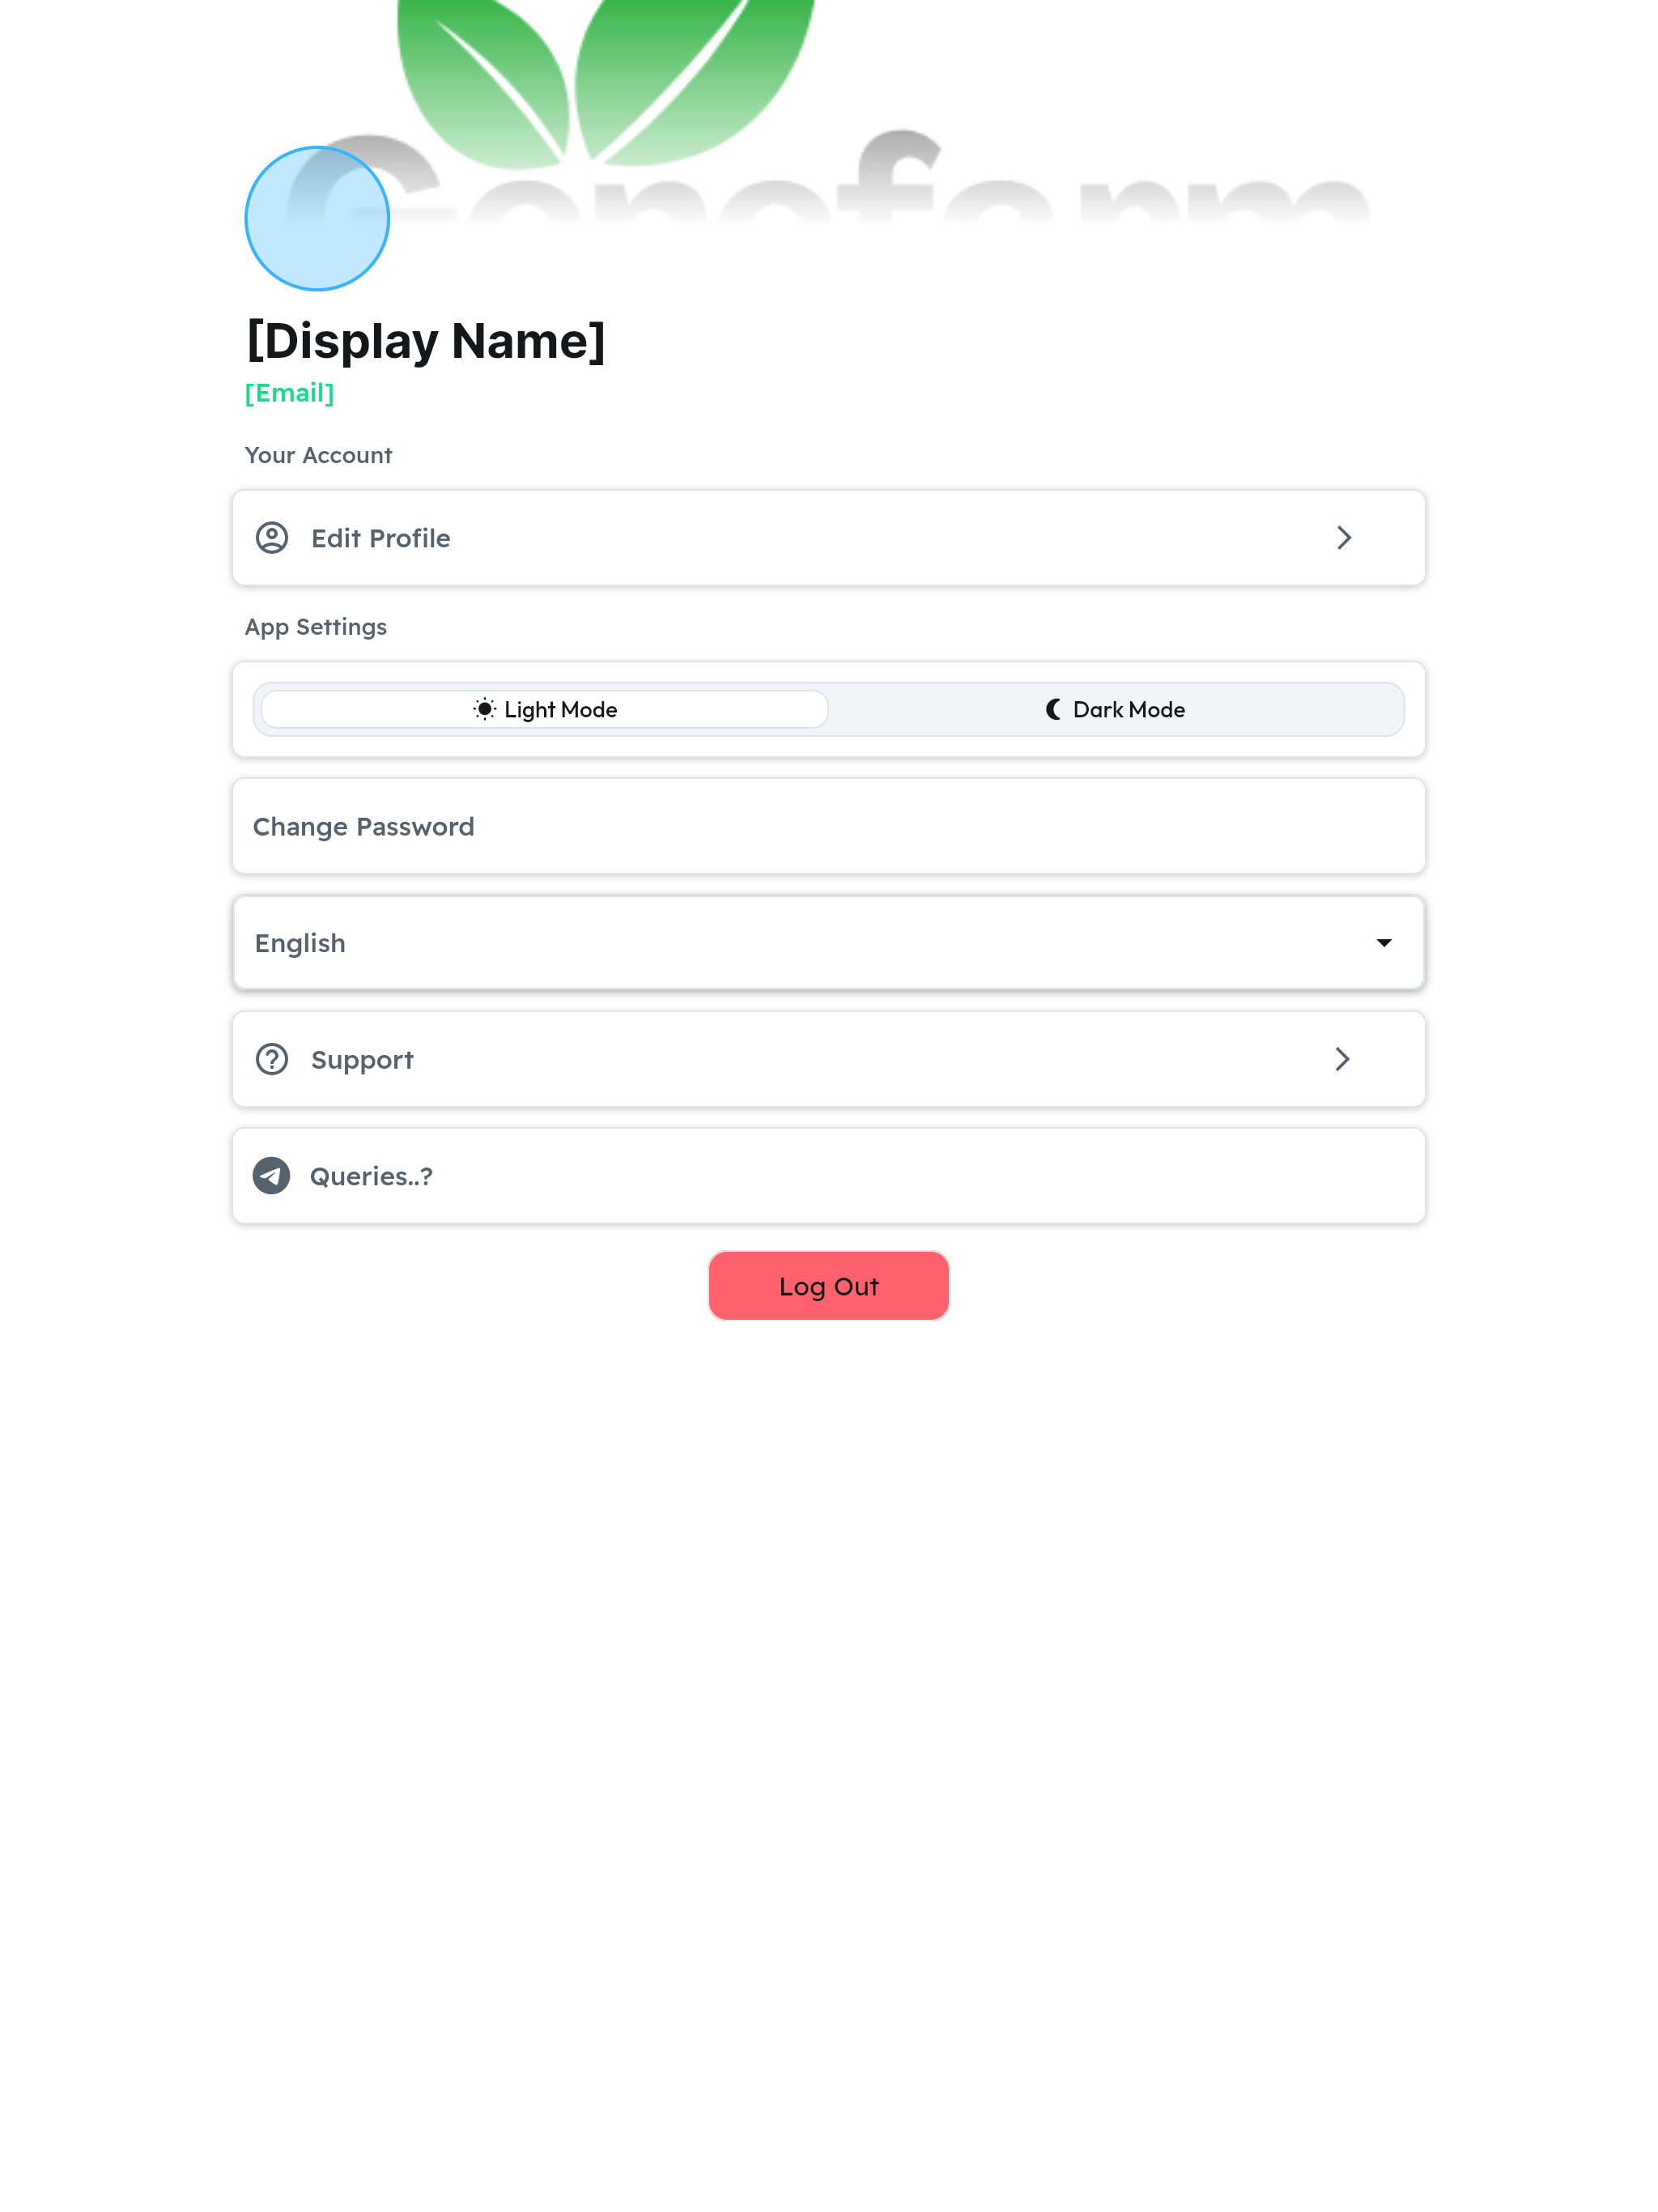 [Display Name]
[Email]
Your Account
Edit Profile
App Settings
Light Mode
Dark Mode
Change Password
English
Support
Queries..?
Log Out